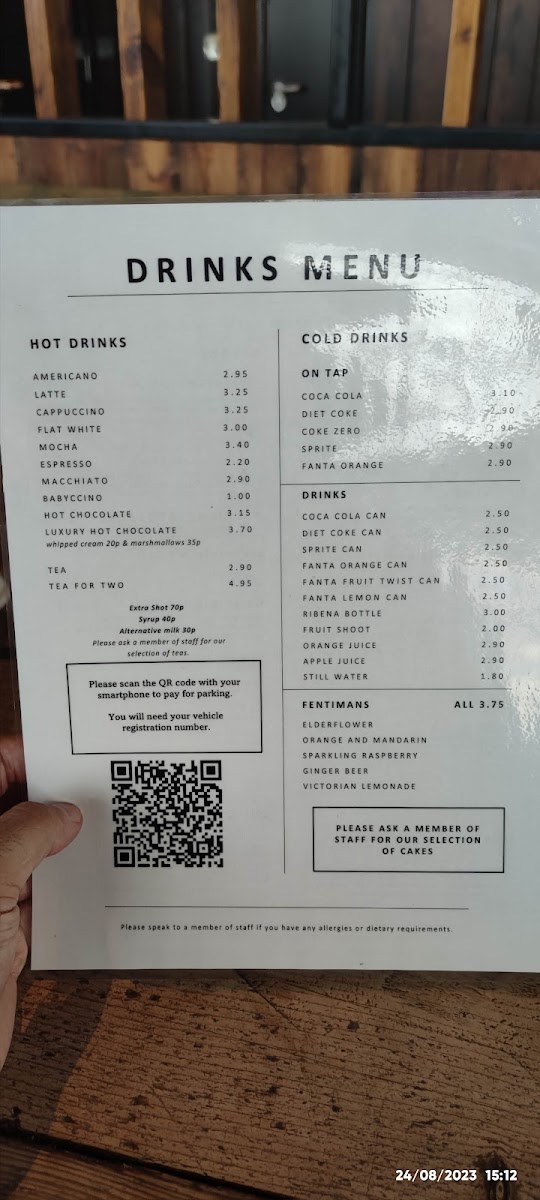 DRINKS MENU
HOT DRINKS
AMERICANO 2.95
LATTE 3.25
CAPPUCCINO 3.25
FLAT WHITE 3.00
MOCHA 3.40
ESPRESSO 2.20
MACCHIATO 2.90
BABYCCINO 1.00
HOT CHOCOLATE 3.15
LUXURY HOT CHOCOLATE 3.70
whipped cream 20p & marshmallows 35p
TEA 2.90
TEA FOR TWO 4.95
Extra Shot 70p
Syrup 40p
Alternative milk 30p
Please ask a member of staff for our
selection of teas.
Please scan the QR code with your
smartphone to pay for parking.
You will need your vehicle
registration number.
COLD DRINKS
ON TAP
COCA COLA 3.10
DIET COKE 2.90
COKE ZERO 2.90
SPRITE 2.90
FANTA ORANGE 2.90
DRINKS
COCA COLA CAN 2.50
DIET COKE CAN 2.50
SPRITE CAN 2.50
FANTA ORANGE CAN 2.50
FANTA FRUIT TWIST CAN 2.50
FANTA LEMON CAN 2.50
RIBENA BOTTLE 3.00
FRUIT SHOOT 2.00
ORANGE JUICE 2.90
APPLE JUICE 2.90
STILL WATER 1.80
FENTIMANS ALL 3.75
ELDERFLOWER
ORANGE AND MANDARIN
SPARKLING RASPBERRY
GINGER BEER
VICTORIAN LEMONADE
PLEASE ASK A MEMBER OF
STAFF FOR OUR SELECTION
OF CAKES
Please speak to a member of staff if you have any allergies or dietary requirements.
24/08/2023 15:12